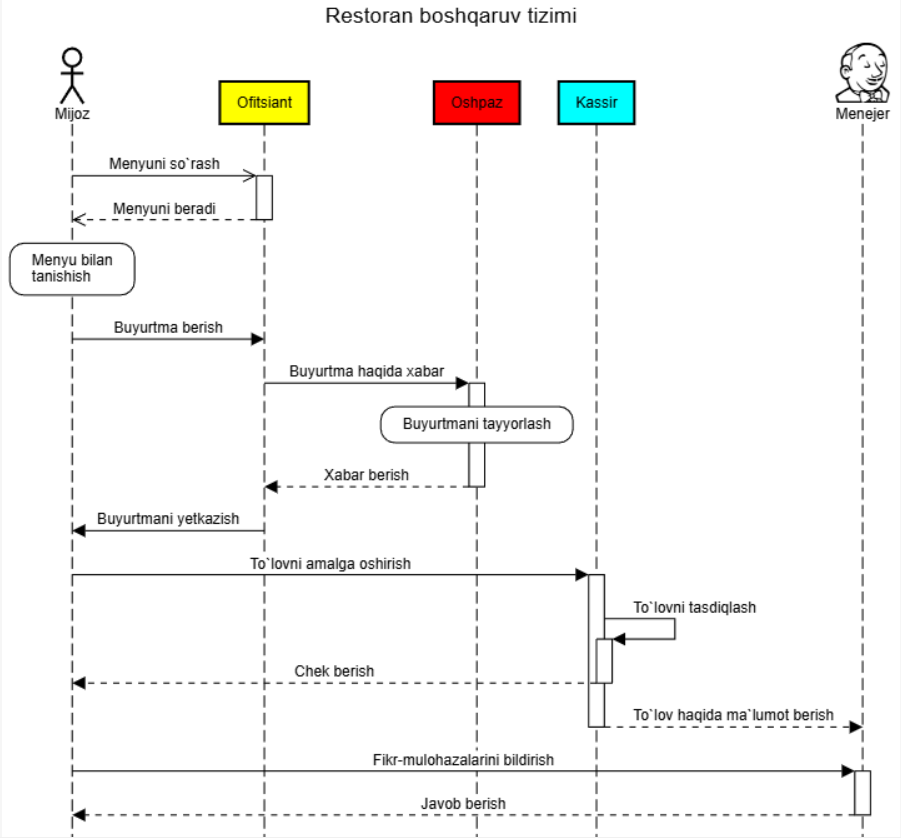 Restoran boshqaruv tizimi
Mijoz
Ofitsiant
Oshpaz
Kassir
Menejer
Menyuni so`rash
Menyuni beradi
Menyu bilan
tanishish
Buyurtma berish
Buyurtma haqida xabar
Buyurtmani tayyorlash
Xabar berish
Buyurtmani yetkazish
To`lovni amalga oshirish
To`lovni tasdiqlash
Chek berish
To`lov haqida ma`lumot berish
Fikr-mulohazalarini bildirish
Javob berish